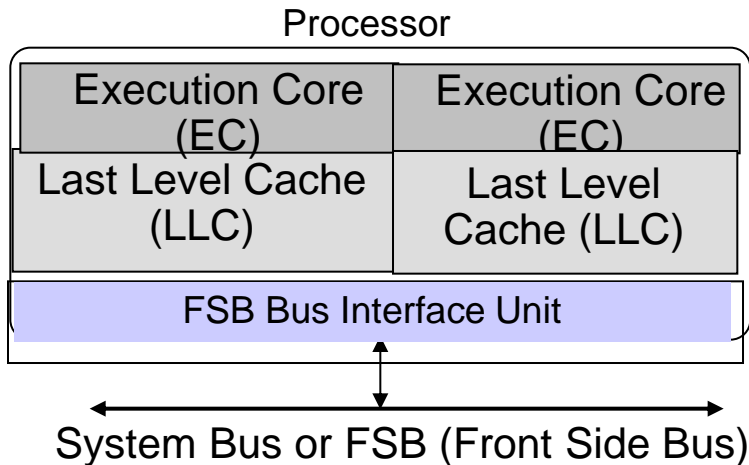 Processor
Execution Core
(EC)
Execution Core
(EC)
Last Level Cache
(LLC)
Last Level
Cache (LLC)
FSB Bus Interface Unit
System Bus or FSB (Front Side Bus)